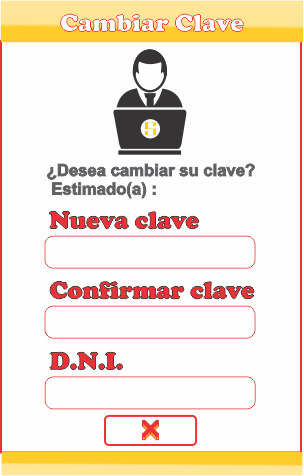 Cambiar Clave
S
¿Desea cambiar su clave?
Estimado(a) :
Nueva clave
Confirmar clave
D.N.I.
X